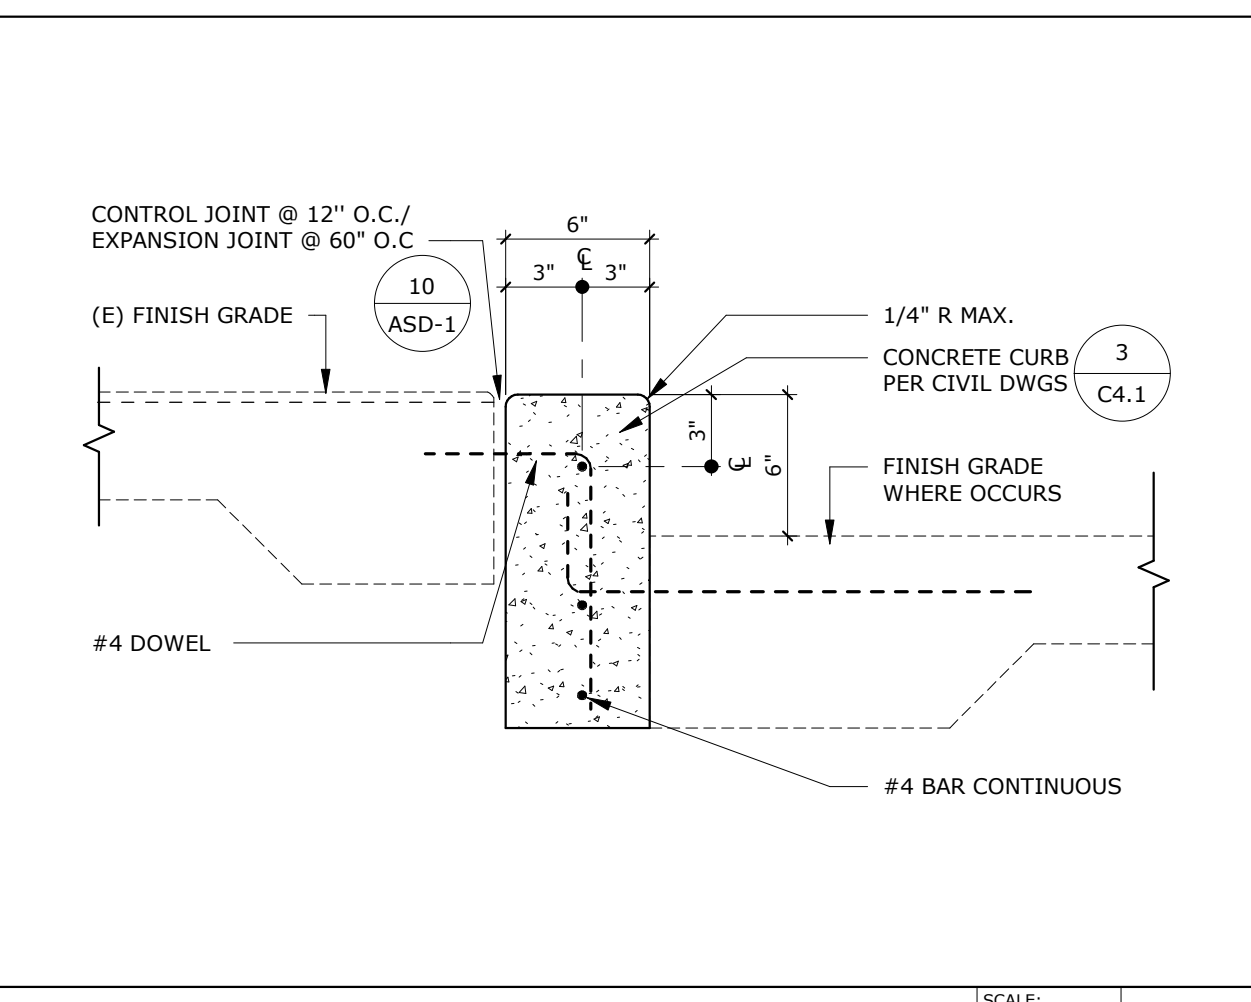 CONTROL JOINT @ 12'' O.C./
EXPANSION JOINT @ 60" O.C
10
ASD-1
(E) FINISH GRADE
6"
3"
3"
1/4" R MAX.
CONCRETE CURB
PER CIVIL DWGS
3
C4.1
3"
6"
FINISH GRADE
WHERE OCCURS
#4 DOWEL
#4 BAR CONTINUOUS
SCALE: